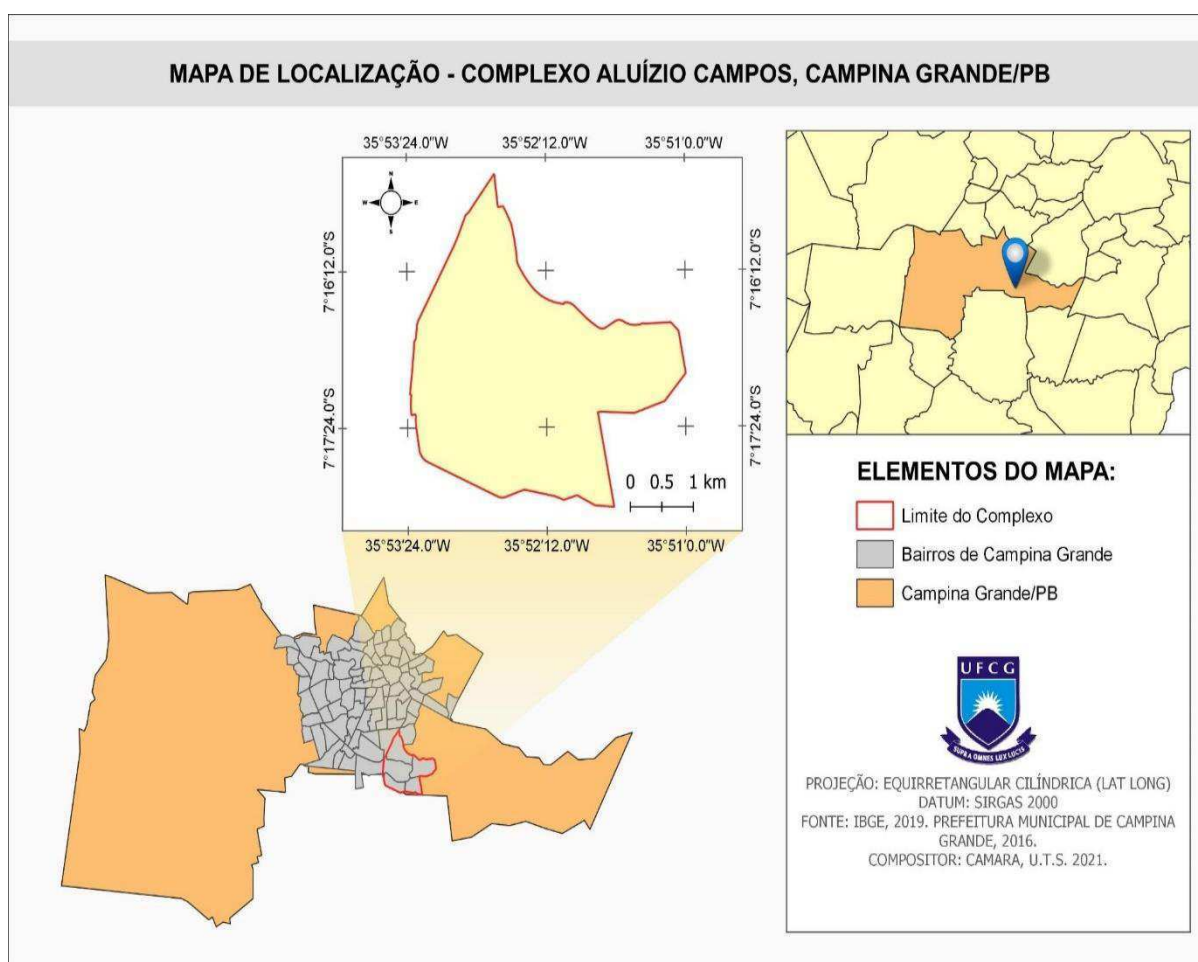 MAPA DE LOCALIZAÇÃO - COMPLEXO ALUÍZIO CAMPOS, CAMPINA GRANDE/PB
35°53'24.0"W 35°52'12.0"W 35°51'0.0"W
N
W E
S
7°16'12.0"S 7°16'12.0"S
7°17'24.0"S 7°17'24.0"S
0 0.5 1 km
35°53'24.0"W 35°52'12.0"W 35°51'0.0"W
ELEMENTOS DO MAPA:
Limite do Complexo
Bairros de Campina Grande
Campina Grande/PB
UFCG
SUPRA OMNES LUX LUCIS
PROJEÇÃO: EQUIRRETANGULAR CILÍNDRICA (LAT LONG)
DATUM: SIRGAS 2000
FONTE: IBGE, 2019. PREFEITURA MUNICIPAL DE CAMPINA
GRANDE, 2016.
COMPOSITOR: CAMARA, U.T.S. 2021.